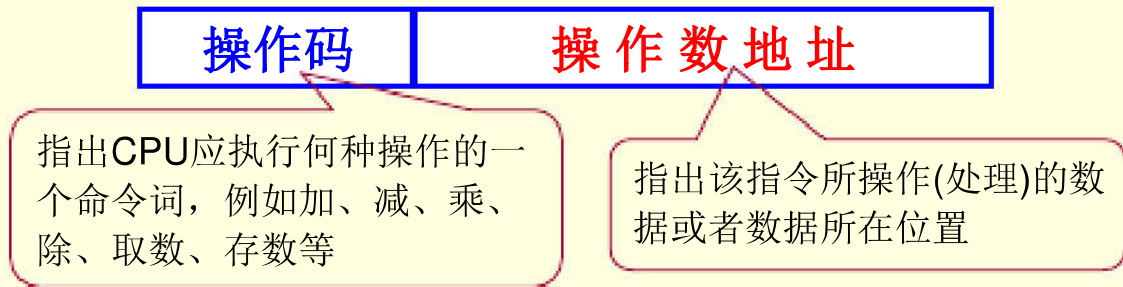 操作码 操作数地址
指出CPU应执行何种操作的一
个命令词，例如加、减、乘、
除、取数、存数等
指出该指令所操作(处理)的数
据或者数据所在位置